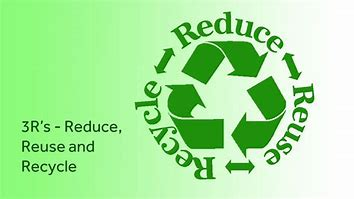 Reduce
Reuse
Recycle
3R's - Reduce,
Reuse and
Recycle